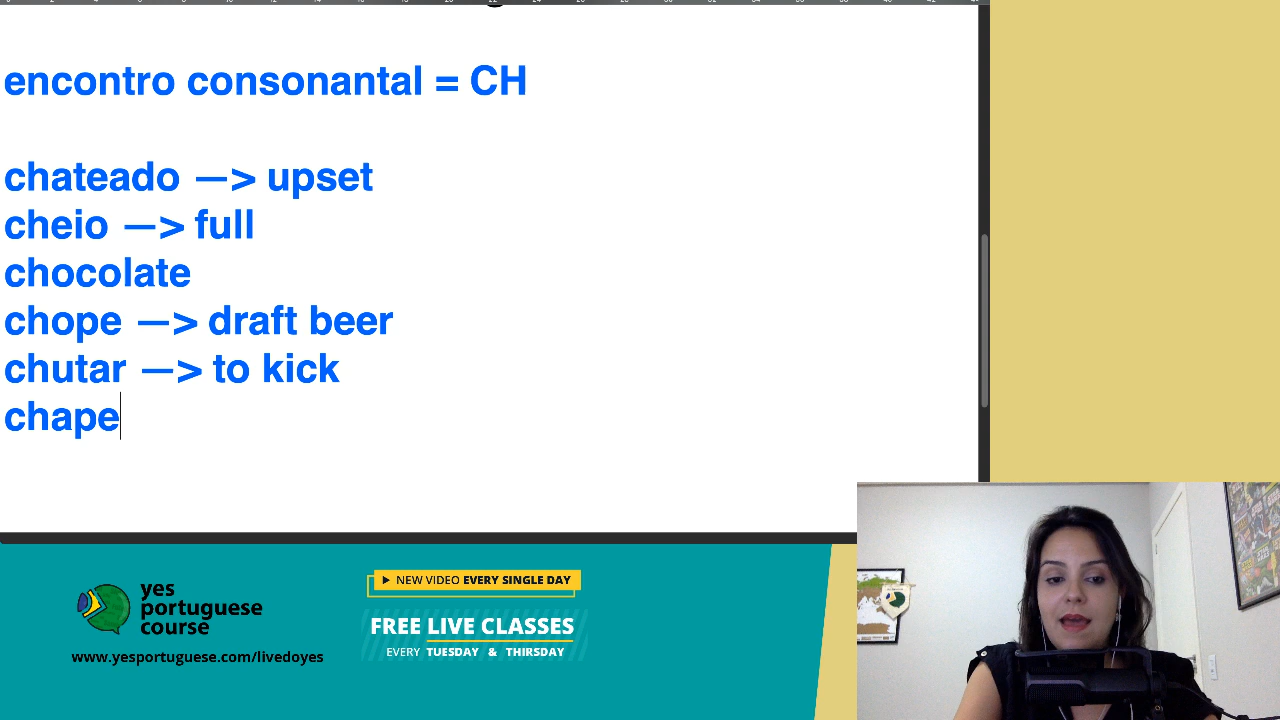 encontro consonantal = CH
chateado —> upset
cheio —> full
chocolate
chope —> draft beer
chutar —> to kick
chape
yes
portuguese
course
www.yesportuguese.com/livedoyes
NEW VIDEO EVERY SINGLE DAY
FREE LIVE CLASSES
EVERY TUESDAY & THIRSDAY